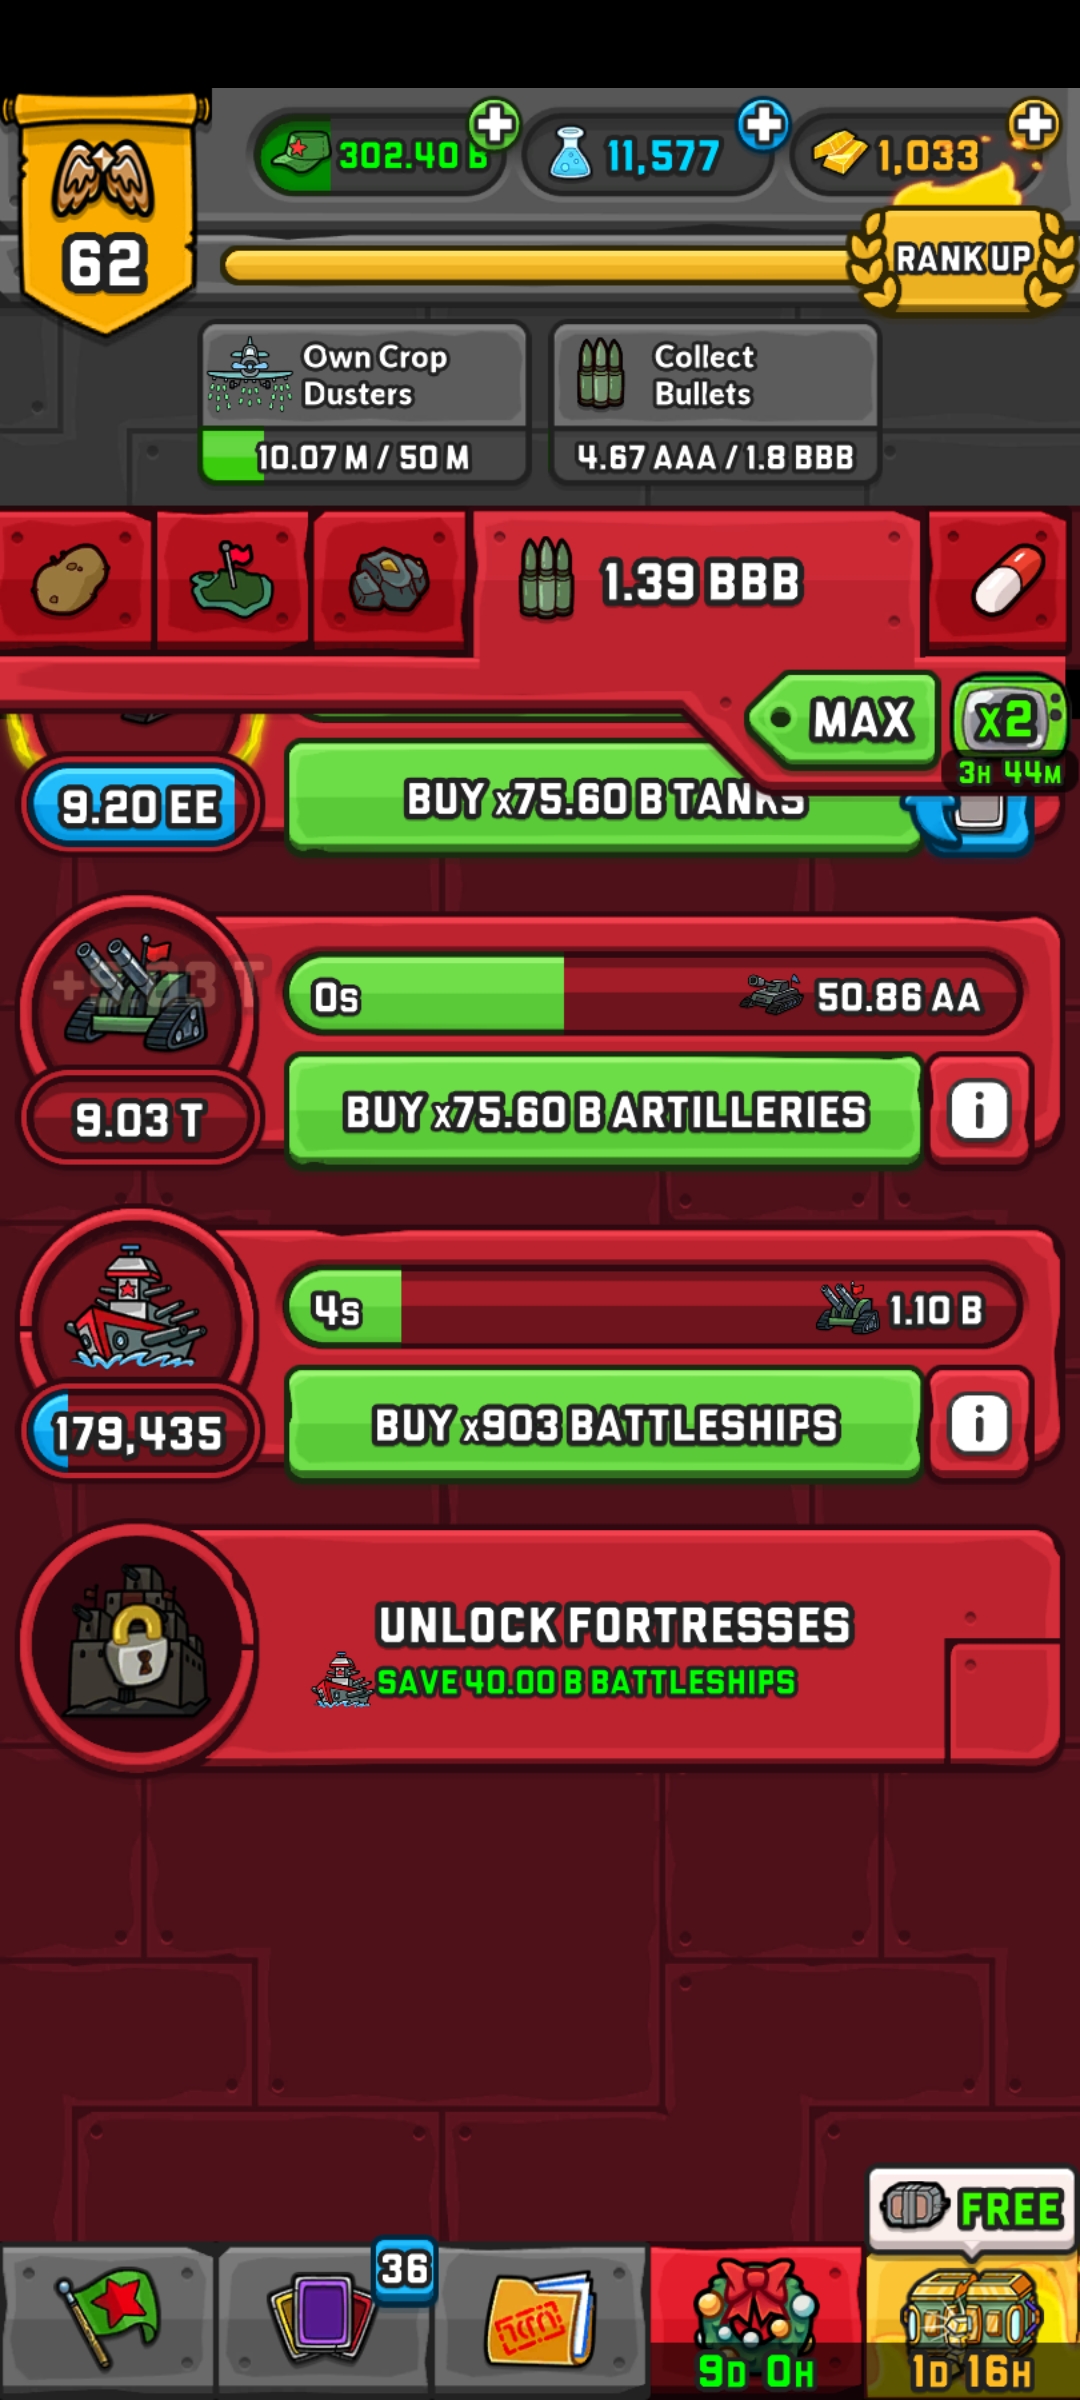 302.40 B
11,577
1,033
62
RANK UP
Own Crop
Dusters
10.07 M / 50 M
Collect
Bullets
4.67 AAA / 1.8 BBB
1.39 BBB
MAX
x2
3H 44M
9.20 EE
BUY x75.60 B TANKS
+9.03 T
0s
50.86 AA
9.03 T
BUY x75.60 B ARTILLERIES
i
4s
1.10 B
179,435
BUY x903 BATTLESHIPS
i
UNLOCK FORTRESSES
SAVE 40.00 B BATTLESHIPS
FREE
36
9D 0H
1D 16H